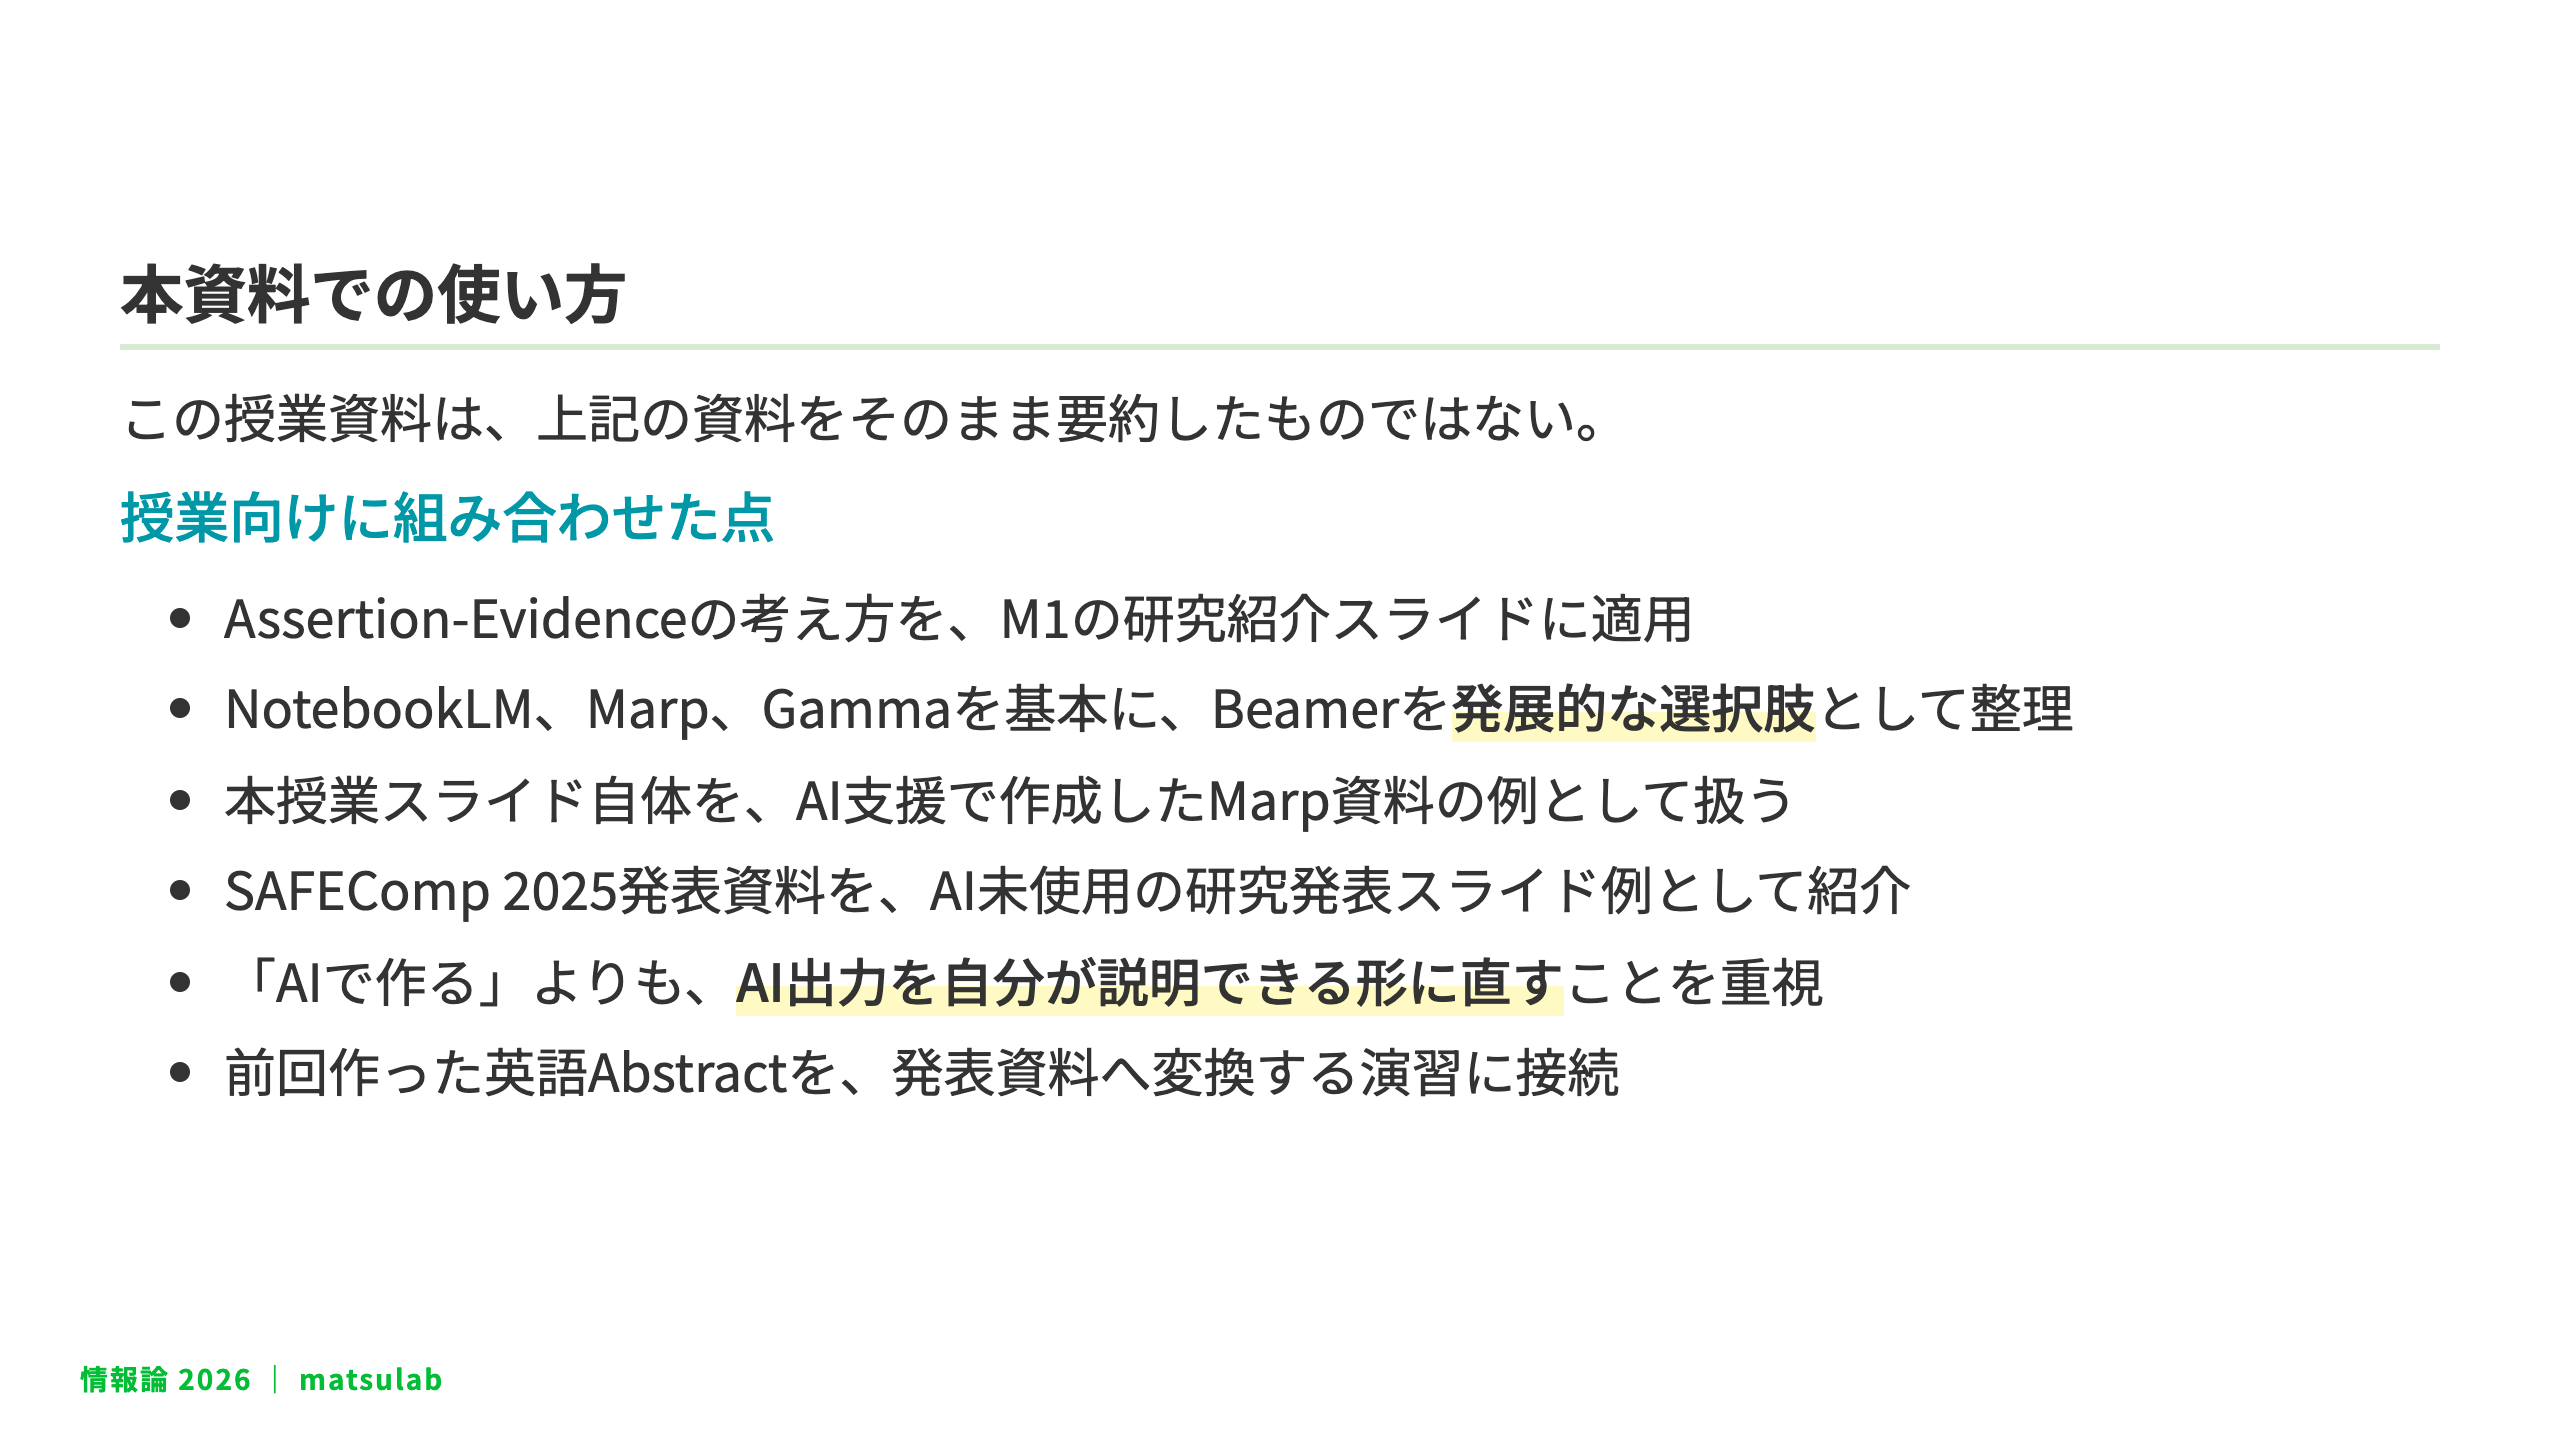 本資料での使い方
この授業資料は、上記の資料をそのまま要約したものではない。
授業向けに組み合わせた点
• Assertion-Evidenceの考え方を、M1の研究紹介スライドに適用
• NotebookLM、Marp、Gammaを基本に、Beamerを発展的な選択肢として整理
• 本授業スライド自体を、AI支援で作成したMarp資料の例として扱う
• SAFEComp 2025発表資料を、AI未使用の研究発表スライド例として紹介
• 「AIで作る」よりも、AI出力を自分が説明できる形に直すことを重視
• 前回作った英語Abstractを、発表資料へ変換する演習に接続
情報論 2026 ｜ matsulab